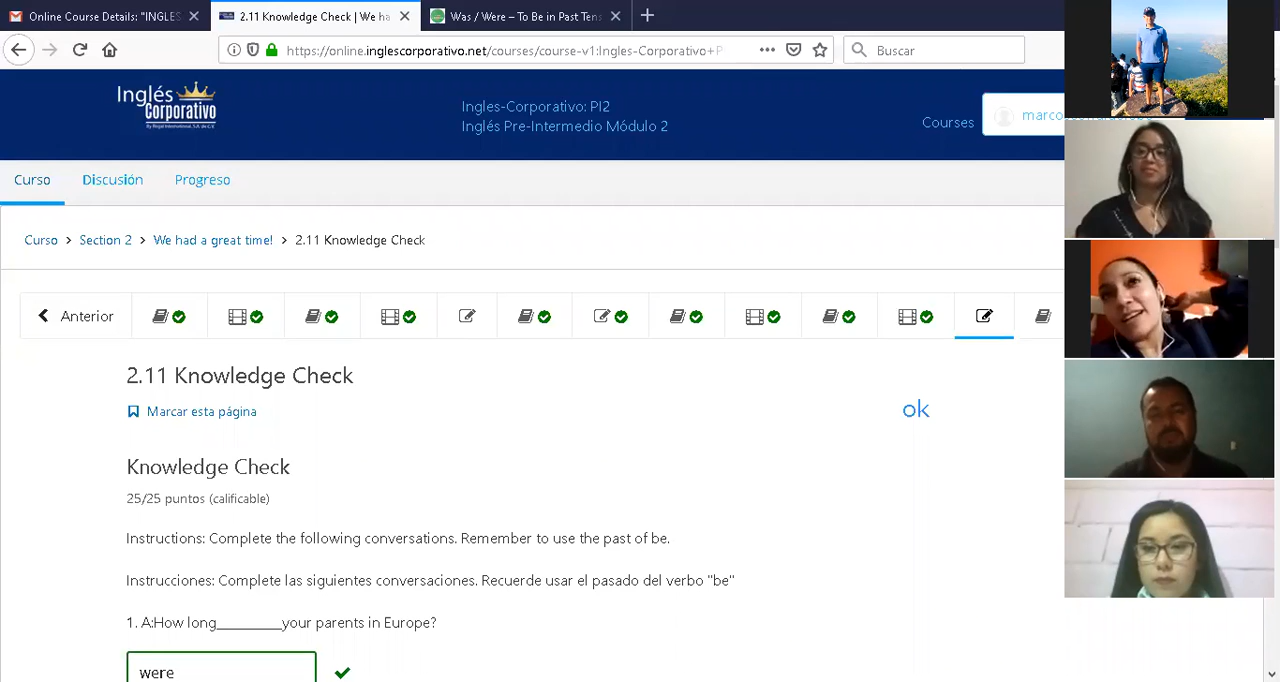 Online Course Details: "INGLES
2.11 Knowledge Check | We ha
Was / Were – To Be in Past Tens
https://online.inglescorporativo.net/courses/course-v1:Ingles-Corporativo+P
Buscar
Inglés
Corporativo
Ingles-Corporativo: PI2
Inglés Pre-Intermedio Módulo 2
Courses
marco
Curso
Discusión
Progreso
Curso > Section 2 > We had a great time! > 2.11 Knowledge Check
Anterior
2.11 Knowledge Check
Marcar esta página
ok
Knowledge Check
25/25 puntos (calificable)
Instructions: Complete the following conversations. Remember to use the past of be.
Instrucciones: Complete las siguientes conversaciones. Recuerde usar el pasado del verbo "be"
1. A:How long__________your parents in Europe?
were